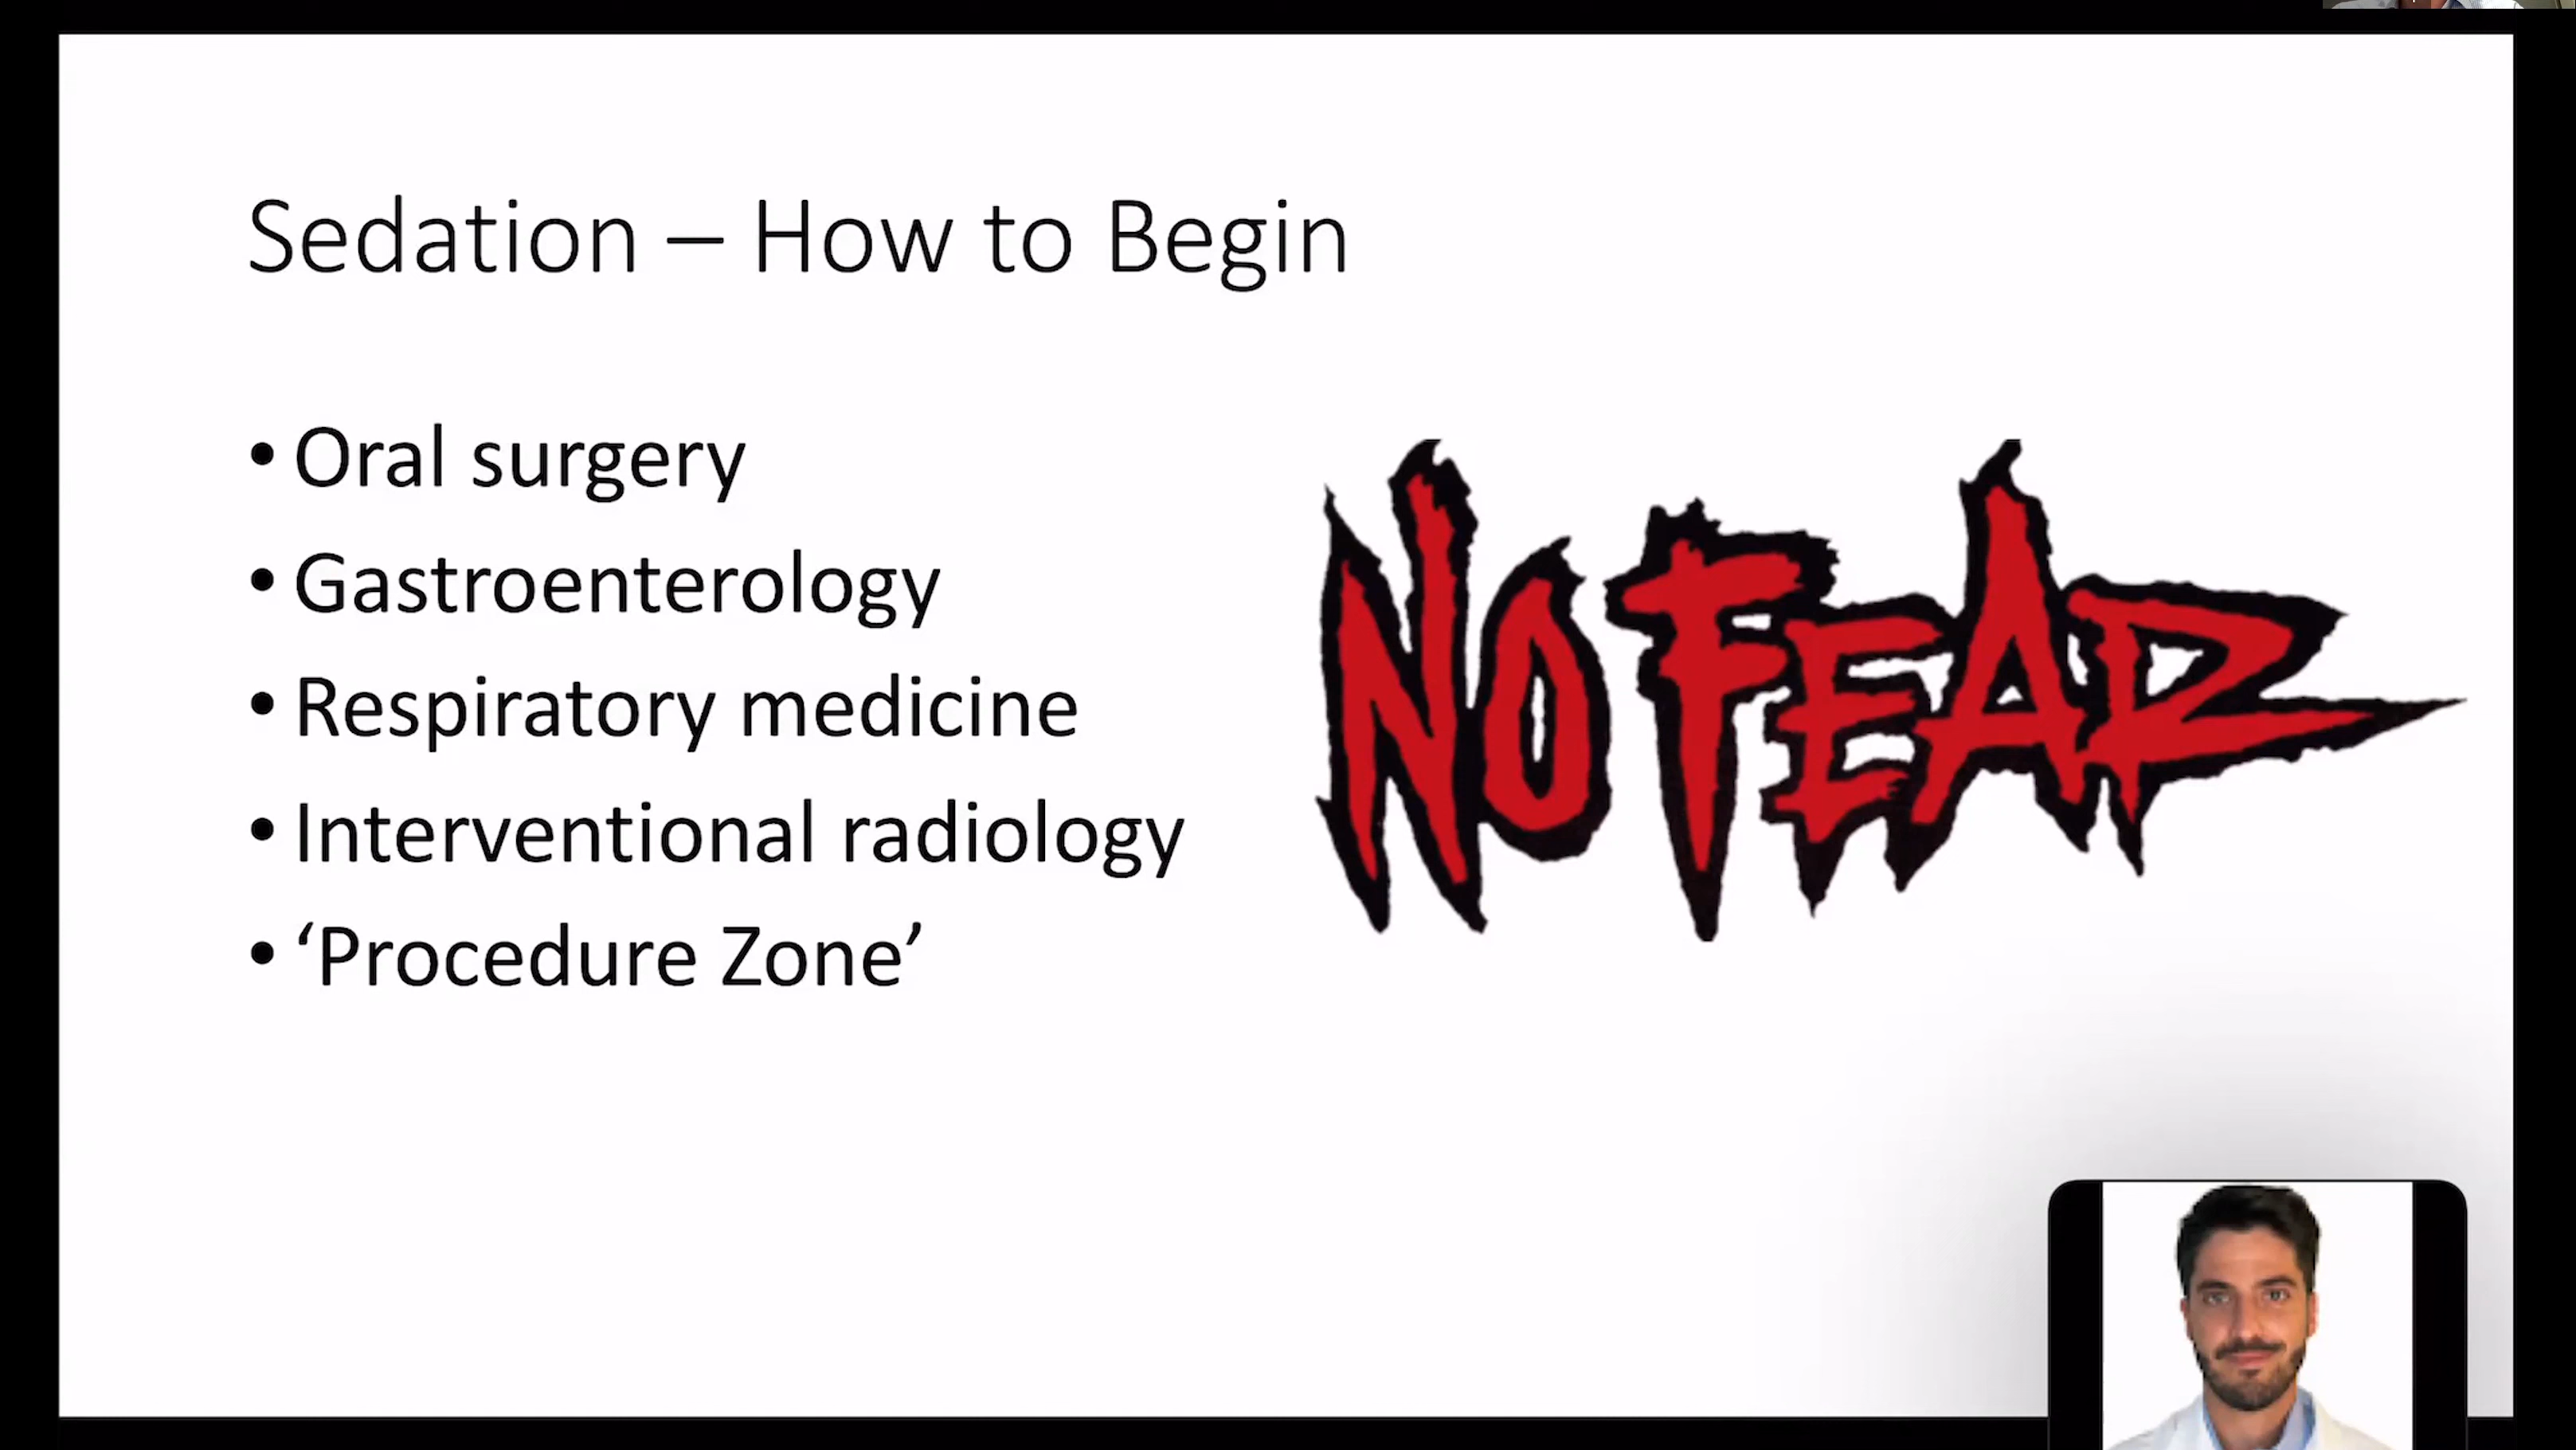 Sedation – How to Begin
• Oral surgery
• Gastroenterology
• Respiratory medicine
• Interventional radiology
• ‘Procedure Zone’
NO FEAR